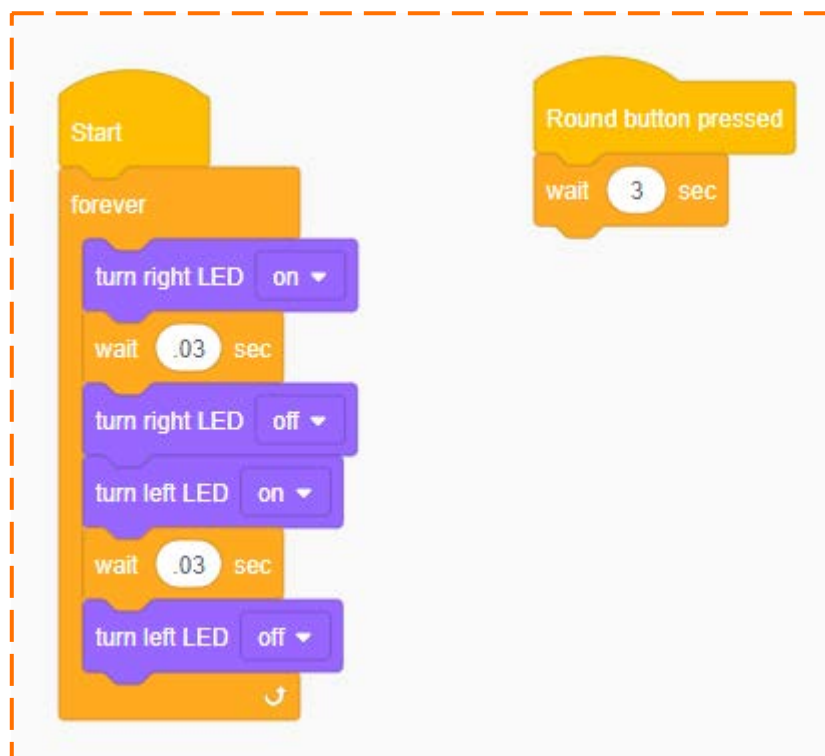 Start
forever
turn right LED on
wait .03 sec
turn right LED off
turn left LED on
wait .03 sec
turn left LED off
Round button pressed
wait 3 sec